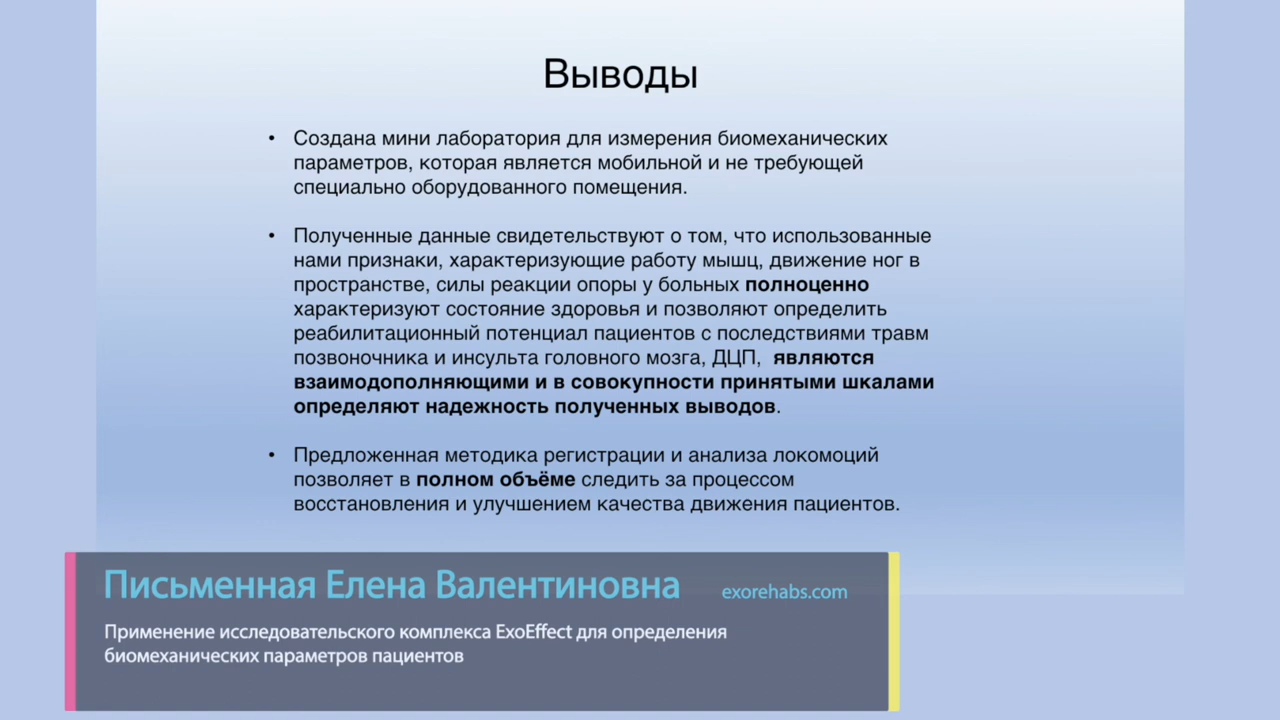 Выводы
• Создана мини лаборатория для измерения биомеханических
параметров, которая является мобильной и не требующей
специально оборудованного помещения.
• Полученные данные свидетельствуют о том, что использованные
нами признаки, характеризующие работу мышц, движение ног в
пространстве, силы реакции опоры у больных полноценно
характеризуют состояние здоровья и позволяют определить
реабилитационный потенциал пациентов с последствиями травм
позвоночника и инсульта головного мозга, ДЦП, являются
взаимодополняющими и в совокупности принятыми шкалами
определяют надежность полученных выводов.
• Предложенная методика регистрации и анализа локомоций
позволяет в полном объёме следить за процессом
восстановления и улучшением качества движения пациентов.
Письменная Елена Валентиновна exorehabs.com
Применение исследовательского комплекса ExoEffect для определения
биомеханических параметров пациентов